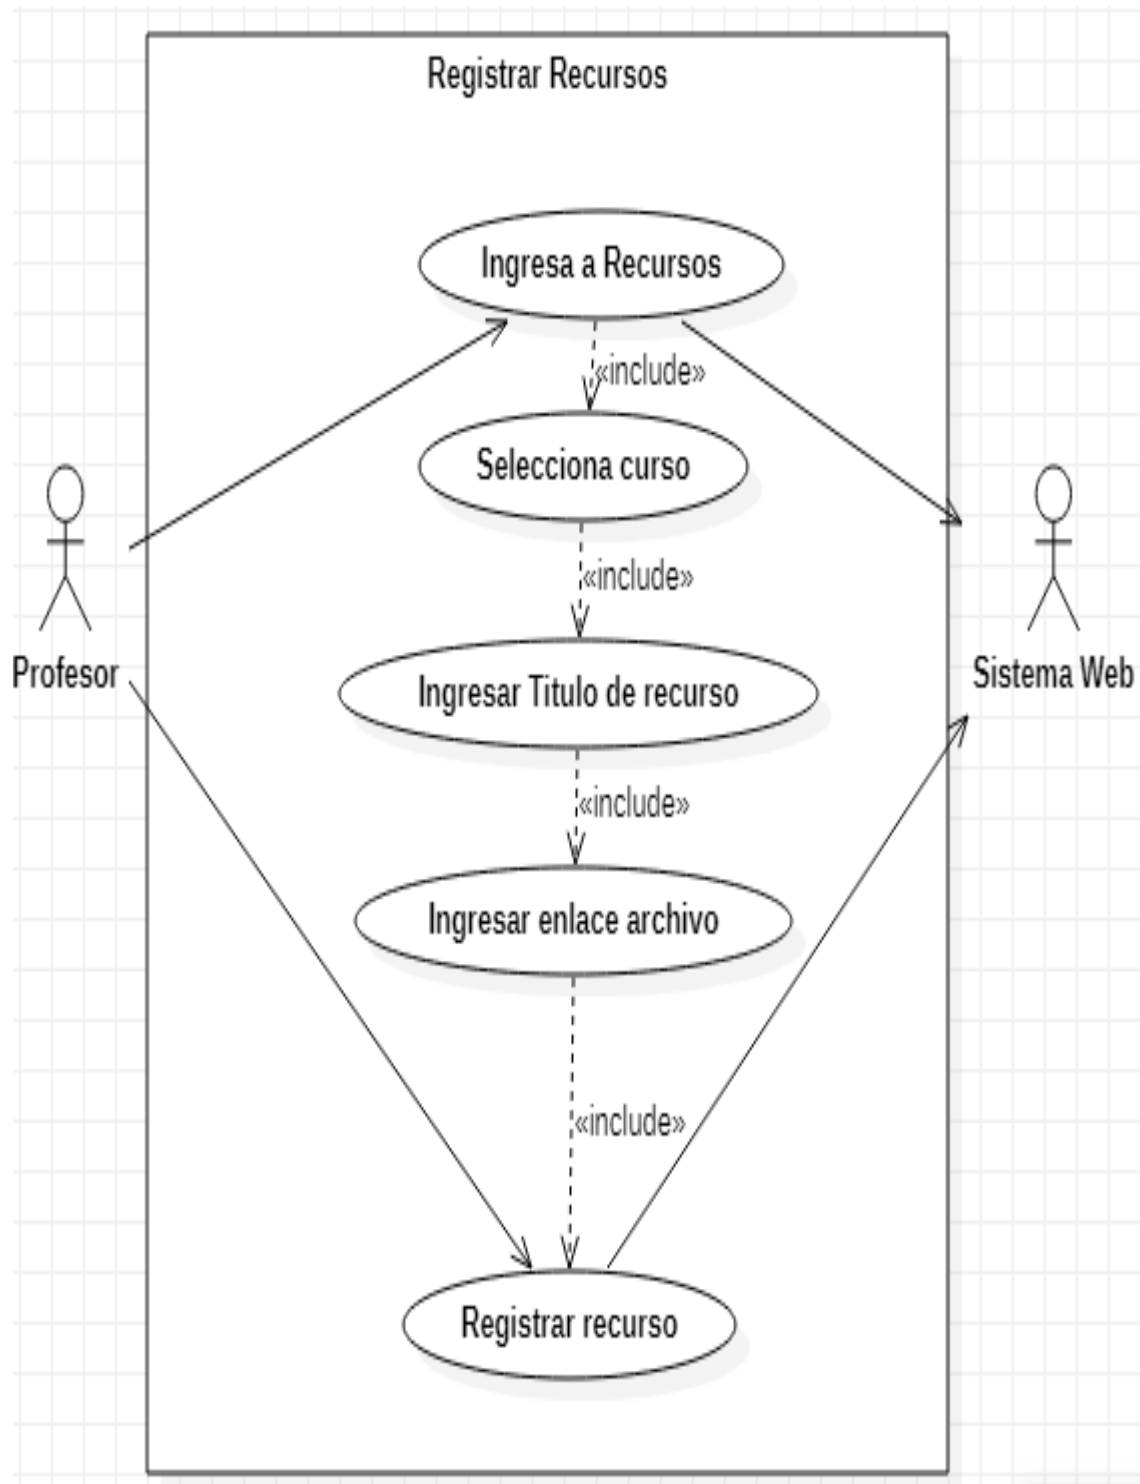 Registrar Recursos
Ingresa a Recursos
«include»
Selecciona curso
«include»
Profesor
Sistema Web
Ingresar Titulo de recurso
«include»
Ingresar enlace archivo
«include»
Registrar recurso